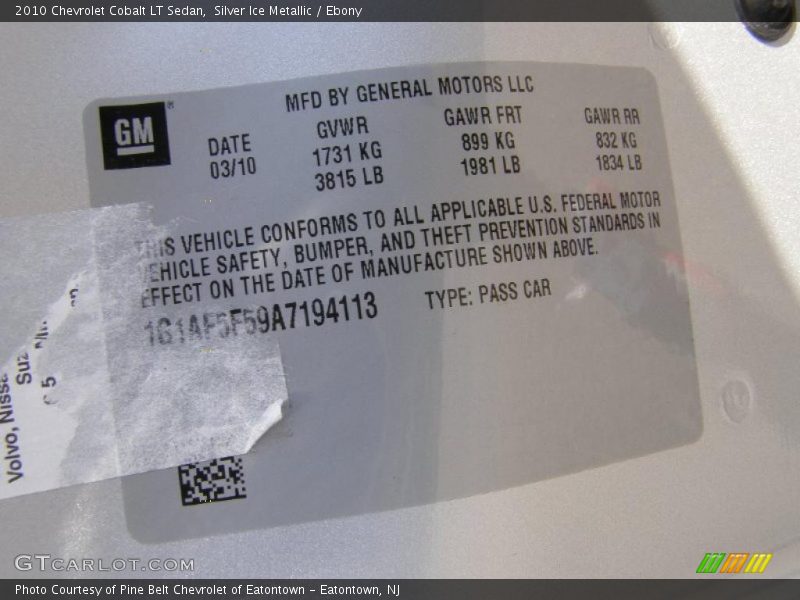 2010 Chevrolet Cobalt LT Sedan, Silver Ice Metallic / Ebony
MFD BY GENERAL MOTORS LLC
GM®
DATE GVWR GAWR FRT GAWR RR
03/10 1731 KG 899 KG 832 KG
3815 LB 1981 LB 1834 LB
THIS VEHICLE CONFORMS TO ALL APPLICABLE U.S. FEDERAL MOTOR
VEHICLE SAFETY, BUMPER, AND THEFT PREVENTION STANDARDS IN
EFFECT ON THE DATE OF MANUFACTURE SHOWN ABOVE.
1G1AF5F59A7194113 TYPE: PASS CAR
Volvo,
GTCARLOT.COM
Photo Courtesy of Pine Belt Chevrolet of Eatontown – Eatontown, NJ